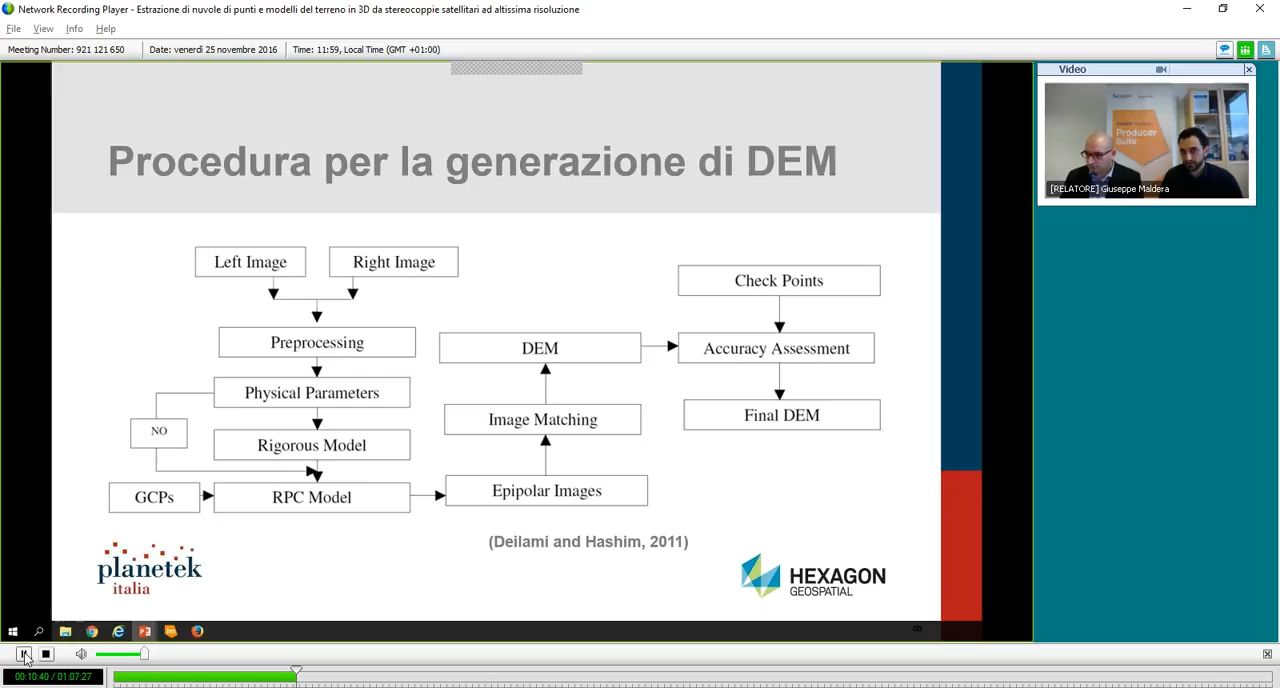 Network Recording Player - Estrazione di nuvole di punti e modelli del terreno in 3D da stereocoppie satellitari ad altissima risoluzione
File View Info Help
Meeting Number: 921 121 650 Date: venerdì 25 novembre 2016 Time: 11:59, Local Time (GMT +01:00)
Video
Producer
Suite
[RELATORE] Giuseppe Maldera
Procedura per la generazione di DEM
Left Image
Right Image
Preprocessing
Physical Parameters
NO
Rigorous Model
GCPs
RPC Model
Epipolar Images
Image Matching
DEM
Check Points
Accuracy Assessment
Final DEM
(Deilami and Hashim, 2011)
planetek
italia
HEXAGON
GEOSPATIAL
00:10:40 / 01:07:27